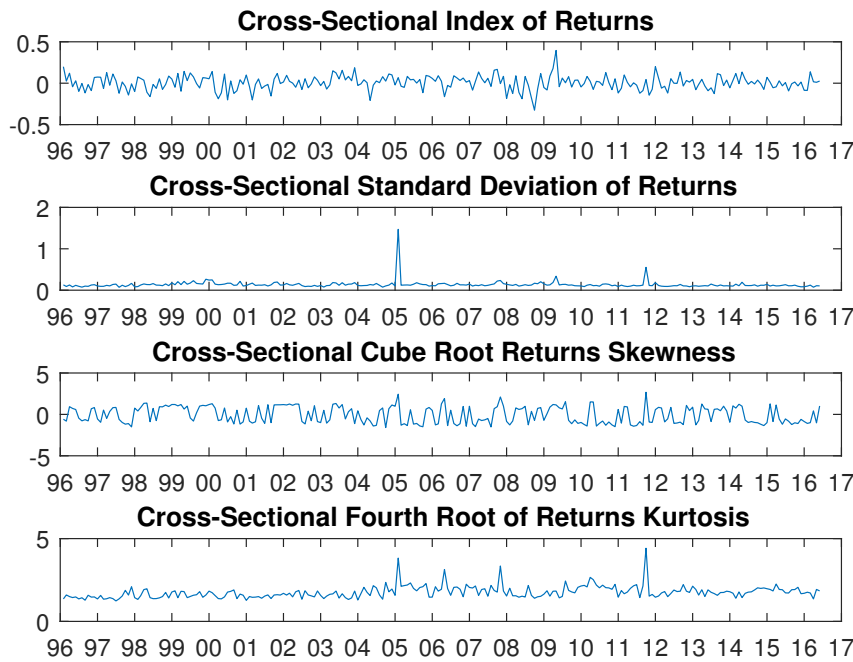 Cross-Sectional Index of Returns
0.5
0
-0.5
96 97 98 99 00 01 02 03 04 05 06 07 08 09 10 11 12 13 14 15 16 17
Cross-Sectional Standard Deviation of Returns
2
1
0
96 97 98 99 00 01 02 03 04 05 06 07 08 09 10 11 12 13 14 15 16 17
Cross-Sectional Cube Root Returns Skewness
5
0
-5
96 97 98 99 00 01 02 03 04 05 06 07 08 09 10 11 12 13 14 15 16 17
Cross-Sectional Fourth Root of Returns Kurtosis
5
0
96 97 98 99 00 01 02 03 04 05 06 07 08 09 10 11 12 13 14 15 16 17